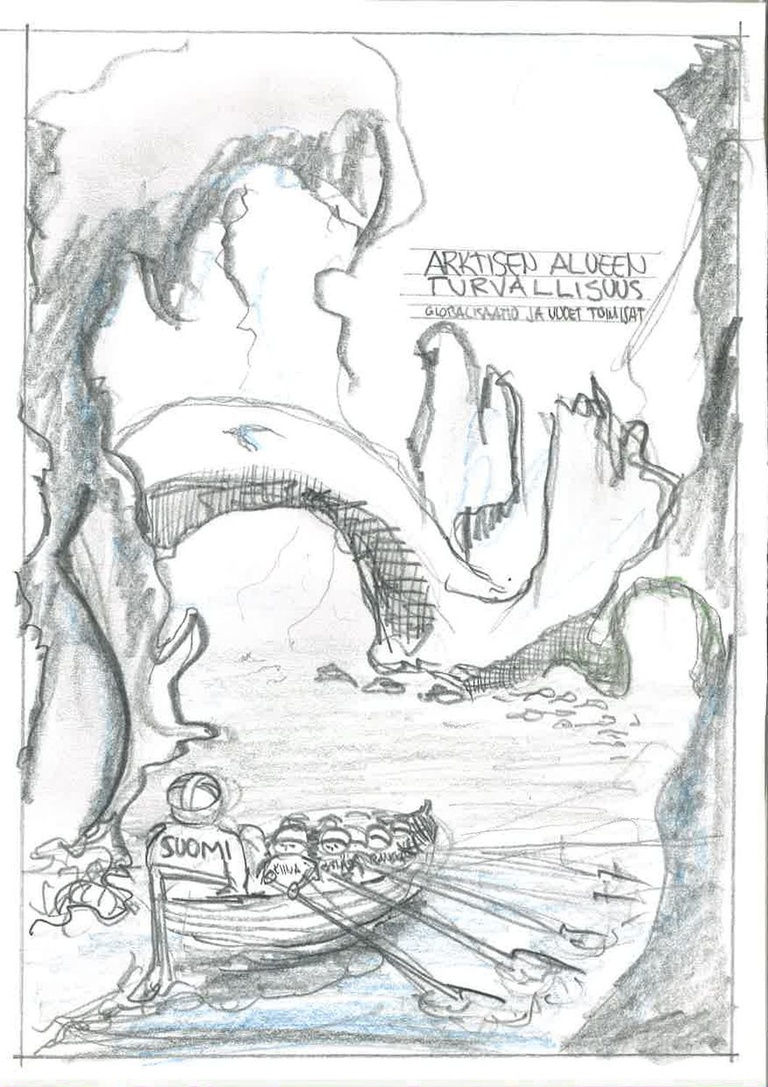 ARKTISEN ALUEEN
TURVALLISUUS
GLOBALISAATIO JA UUDET TOIMIJAT
SUOMI
KIINA